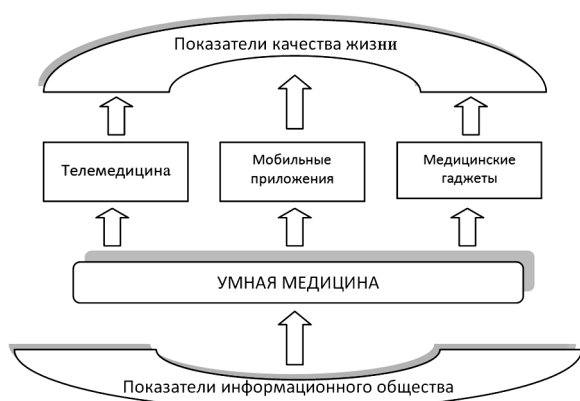 Показатели качества жизни
Телемедицина
Мобильные
приложения
Медицинские
гаджеты
УМНАЯ МЕДИЦИНА
Показатели информационного общества